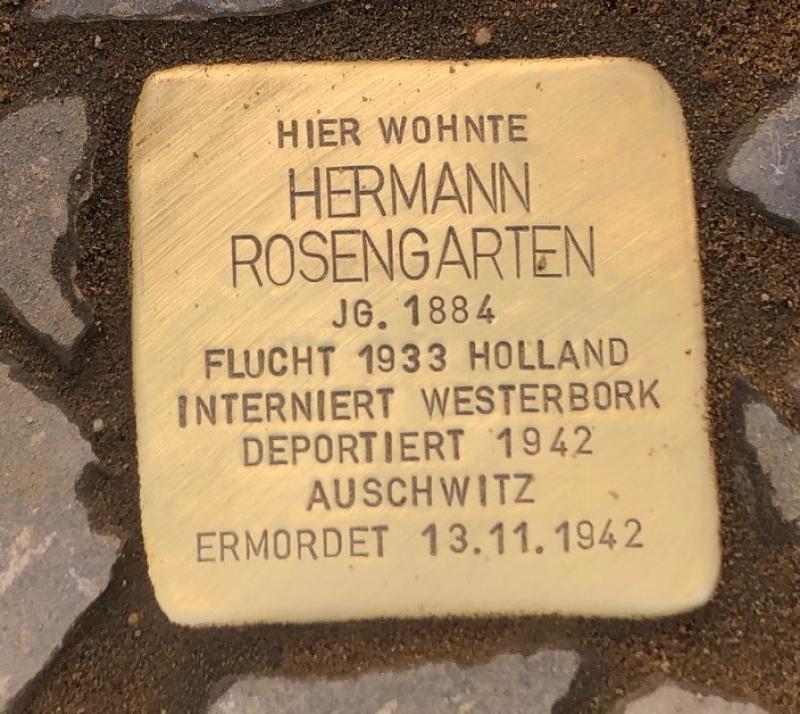 HIER WOHNTE
HERMANN
ROSENGARTEN
JG. 1884
FLUCHT 1933 HOLLAND
INTERNIERT WESTERBORK
DEPORTIERT 1942
AUSCHWITZ
ERMORDET 13.11.1942